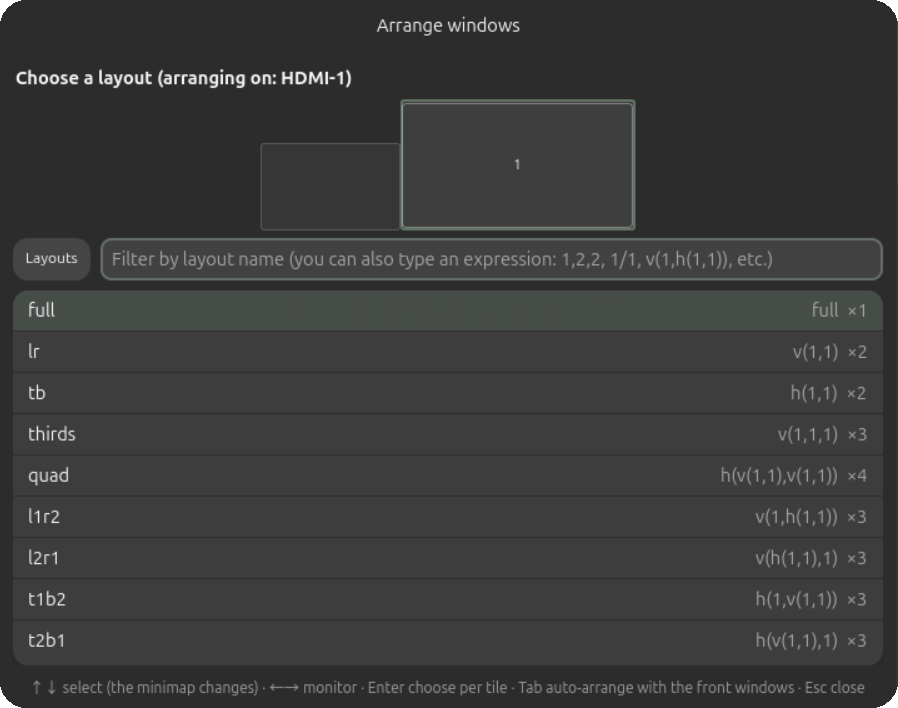 Arrange windows
Choose a layout (arranging on: HDMI-1)
1
Layouts
Filter by layout name (you can also type an expression: 1,2,2, 1/1, v(1,h(1,1)), etc.)
full full ×1
lr v(1,1) ×2
tb h(1,1) ×2
thirds v(1,1,1) ×3
quad h(v(1,1),v(1,1)) ×4
l1r2 v(1,h(1,1)) ×3
l2r1 v(h(1,1),1) ×3
t1b2 h(1,v(1,1)) ×3
t2b1 h(v(1,1),1) ×3
↑ ↓ select (the minimap changes) · ←→ monitor · Enter choose per tile · Tab auto-arrange with the front windows · Esc close